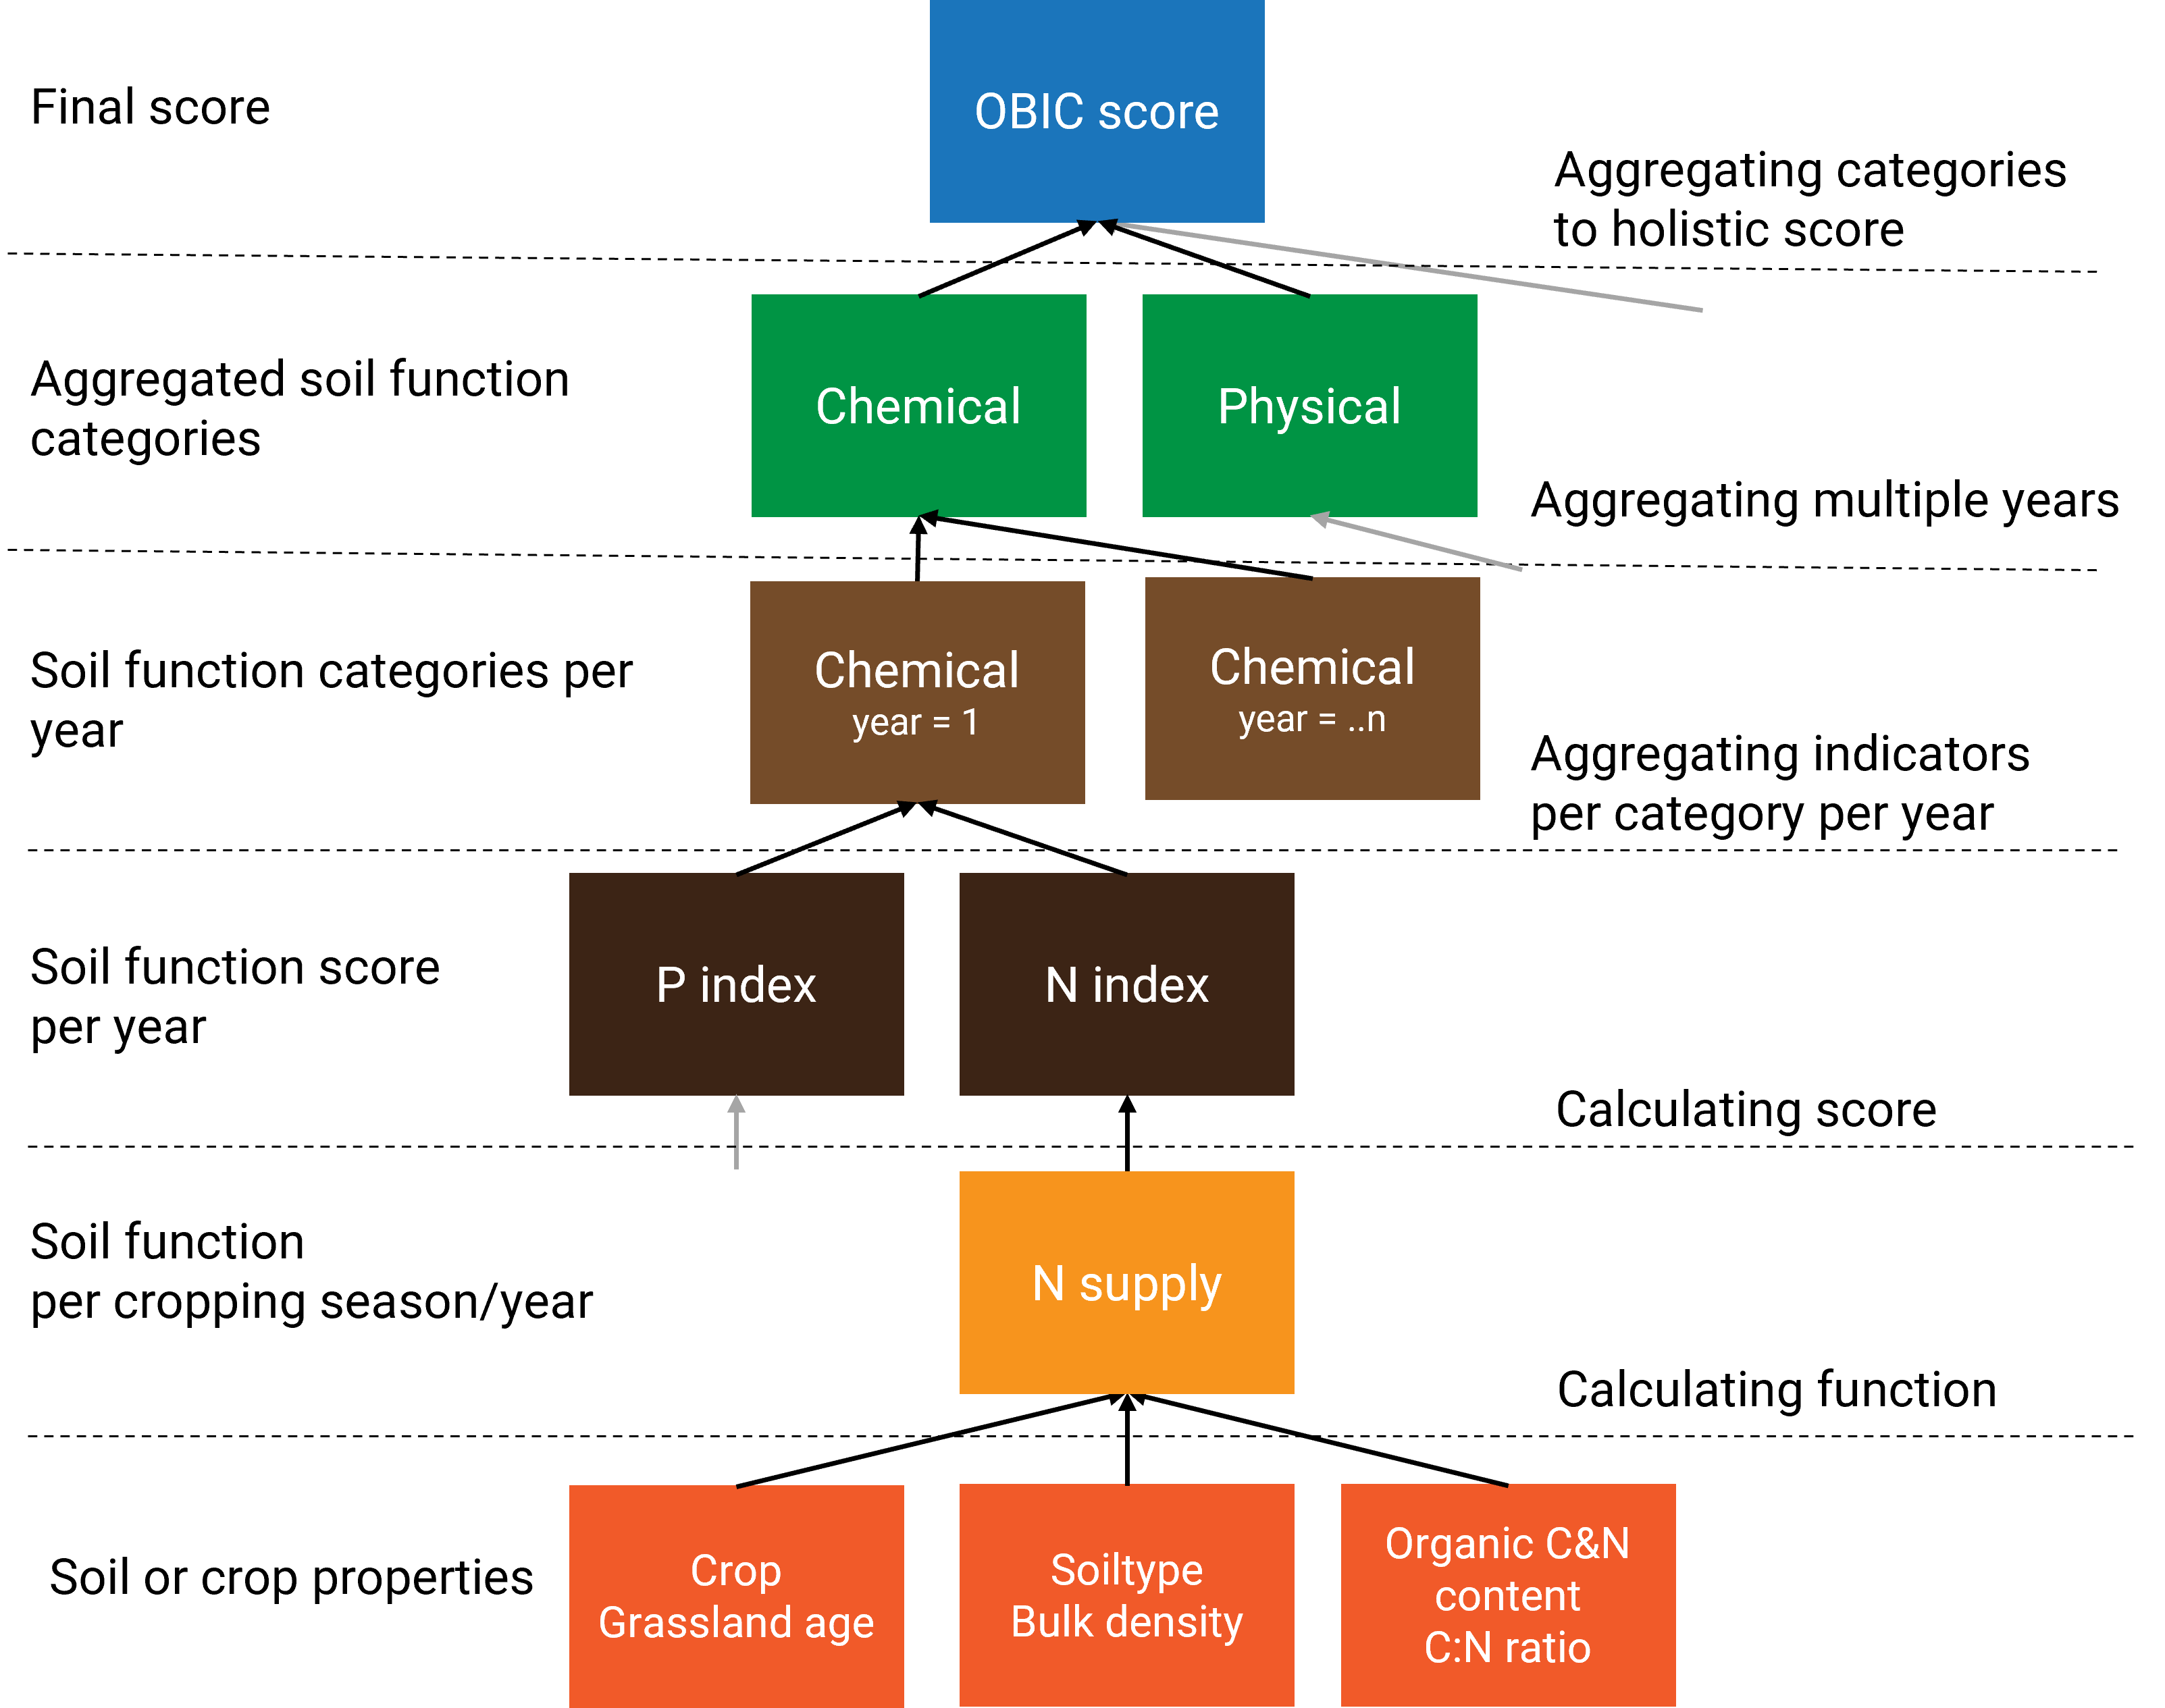 Final score
OBIC score
Aggregating categories
to holistic score
Aggregated soil function
categories
Chemical
Physical
Aggregating multiple years
Soil function categories per
year
Chemical
year = 1
Chemical
year = ..n
Aggregating indicators
per category per year
Soil function score
per year
P index
N index
Calculating score
Soil function
per cropping season/year
N supply
Calculating function
Soil or crop properties
Crop
Grassland age
Soiltype
Bulk density
Organic C&N
content
C:N ratio